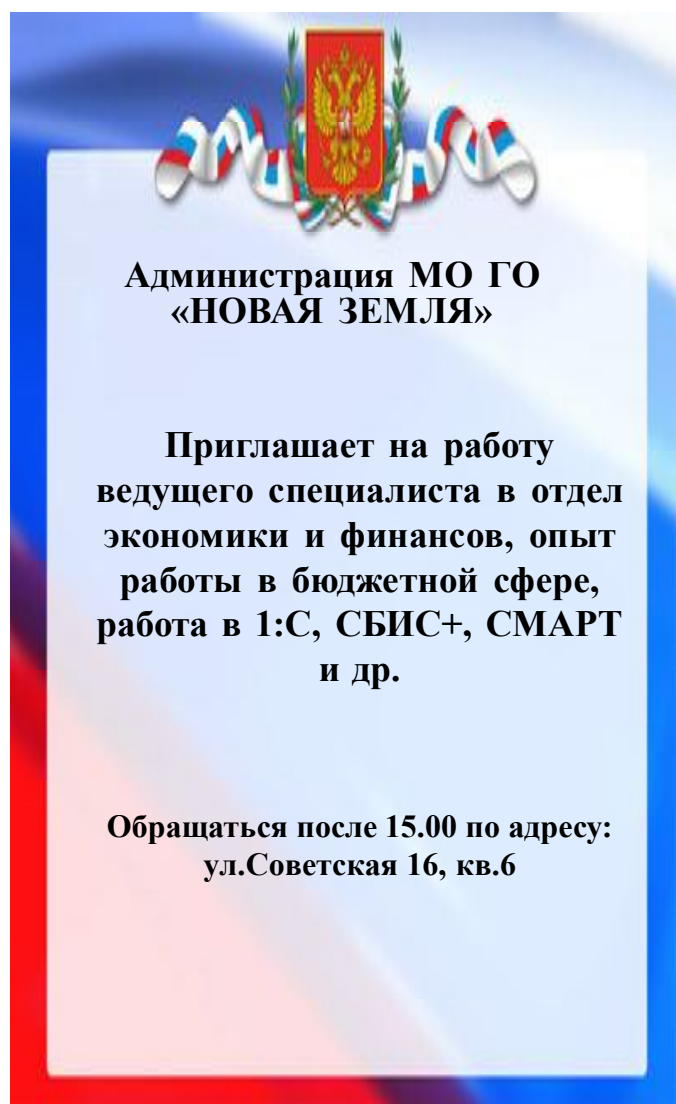 Администрация МО ГО
«НОВАЯ ЗЕМЛЯ»
Приглашает на работу
ведущего специалиста в отдел
экономики и финансов, опыт
работы в бюджетной сфере,
работа в 1:С, СБИС+, СМАРТ
и др.
Обращаться после 15.00 по адресу:
ул.Советская 16, кв.6